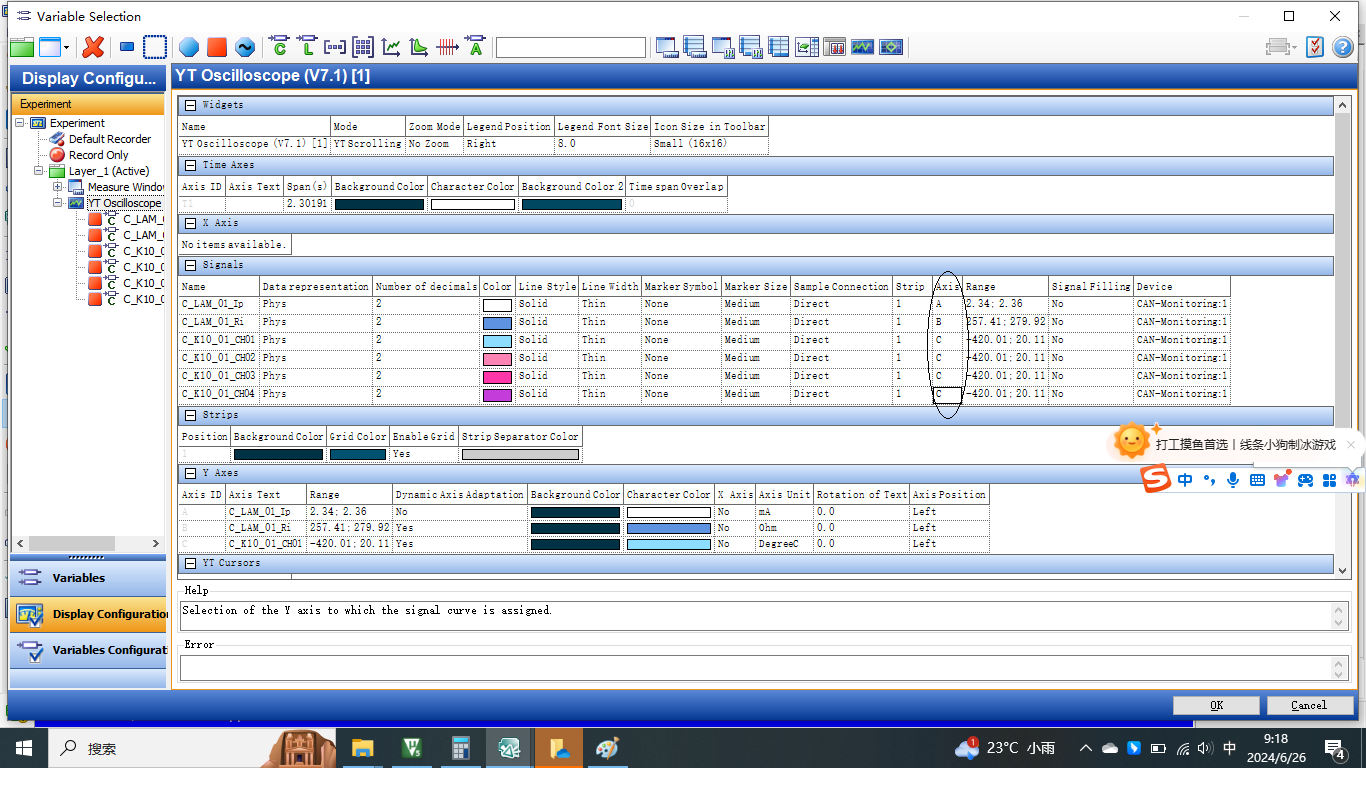 Variable Selection
Display Configu...
YT Oscilloscope (V7.1) [1]
Experiment
Experiment
Default Recorder
Record Only
Layer_1 (Active)
Measure Window
YT Oscilloscope
C_LAM_
C_LAM_
C_K10_0
C_K10_0
C_K10_0
C_K10_0
Variables
Display Configuration
Variables Configurat
Widgets
Name Mode Zoom Mode Legend Position Legend Font Size Icon Size in Toolbar
YT Oscilloscope (V7.1) [1] YT Scrolling No Zoom Right 8.0 Small (16x16)
Time Axes
Axis ID Axis Text Span(s) Background Color Character Color Background Color 2 Time span Overlap
T1 2.30191 0
X Axis
No items available.
Signals
Name Data representation Number of decimals Color Line Style Line Width Marker Symbol Marker Size Sample Connection Strip Axis Range Signal Filling Device
C_LAM_01_Ip Phys 2 Solid Thin None Medium Direct 1 A 2.34; 2.36 No CAN-Monitoring:1
C_LAM_01_Ri Phys 2 Solid Thin None Medium Direct 1 B 257.41; 279.92 No CAN-Monitoring:1
C_K10_01_CH01 Phys 2 Solid Thin None Medium Direct 1 C -420.01; 20.11 No CAN-Monitoring:1
C_K10_01_CH02 Phys 2 Solid Thin None Medium Direct 1 C -420.01; 20.11 No CAN-Monitoring:1
C_K10_01_CH03 Phys 2 Solid Thin None Medium Direct 1 C -420.01; 20.11 No CAN-Monitoring:1
C_K10_01_CH04 Phys 2 Solid Thin None Medium Direct 1 C -420.01; 20.11 No CAN-Monitoring:1
Strips
Position Background Color Grid Color Enable Grid Strip Separator Color
1 Yes
Y Axes
Axis ID Axis Text Range Dynamic Axis Adaptation Background Color Character Color X Axis Axis Unit Rotation of Text Axis Position
A C_LAM_01_Ip 2.34; 2.36 No No mA 0.0 Left
B C_LAM_01_Ri 257.41; 279.92 Yes No Ohm 0.0 Left
C C_K10_01_CH01 -420.01; 20.11 Yes No DegreeC 0.0 Left
YT Cursors
Help
Selection of the Y axis to which the signal curve is assigned.
Error
OK Cancel
打工摸鱼首选丨线条小狗制冰游戏
中
搜索
23°C 小雨
中
9:18
2024/6/26
4